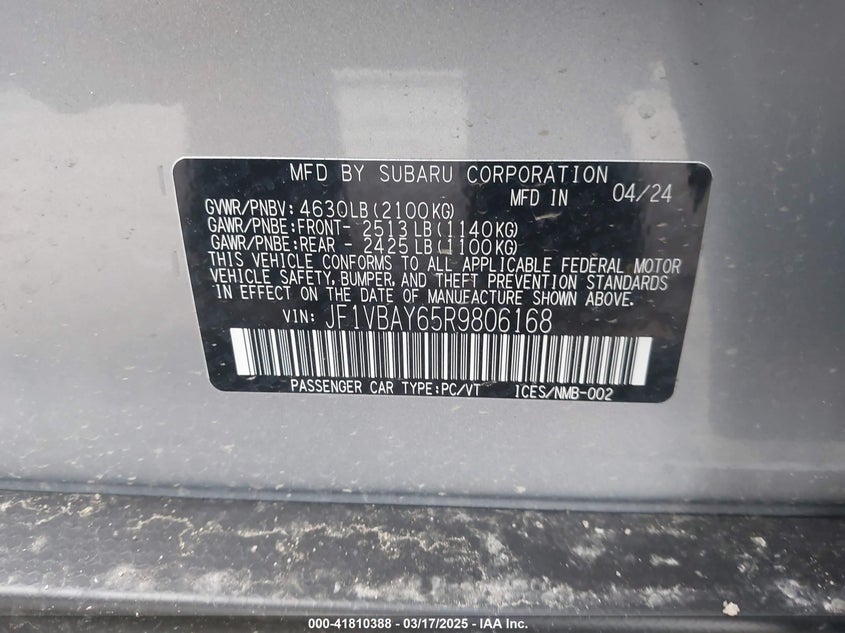 MFD BY SUBARU CORPORATION
MFD IN 04/24
GVWR/PNBV: 4630LB(2100KG)
GAWR/PNBE:FRONT- 2513LB(1140KG)
GAWR/PNBE:REAR - 2425LB(1100KG)
THIS VEHICLE CONFORMS TO ALL APPLICABLE FEDERAL MOTOR
VEHICLE SAFETY, BUMPER, AND THEFT PREVENTION STANDARDS
IN EFFECT ON THE DATE OF MANUFACTURE SHOWN ABOVE.
VIN: JF1VBAY65R9806168
PASSENGER CAR TYPE:PC/VT ICES/NMB-002
000-41810388 - 03/17/2025 - IAA Inc.